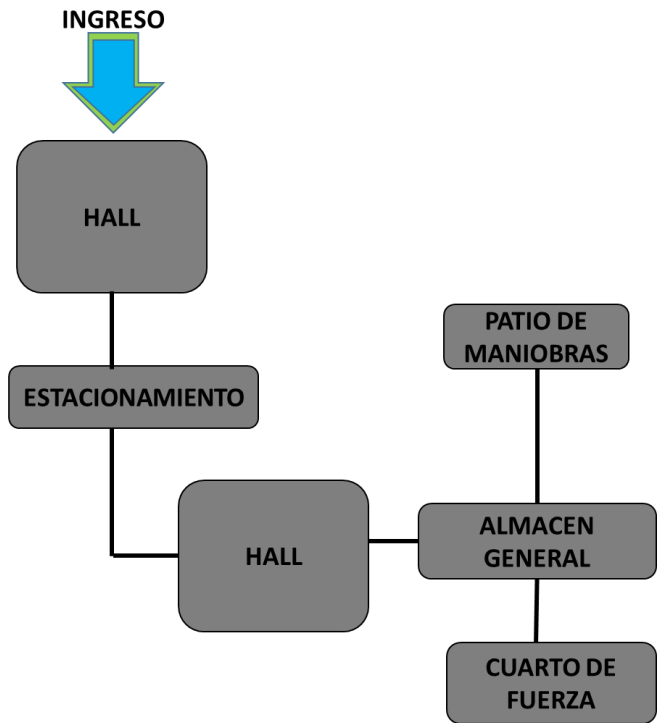 INGRESO
HALL
PATIO DE
MANIOBRAS
ESTACIONAMIENTO
HALL
ALMACEN
GENERAL
CUARTO DE
FUERZA